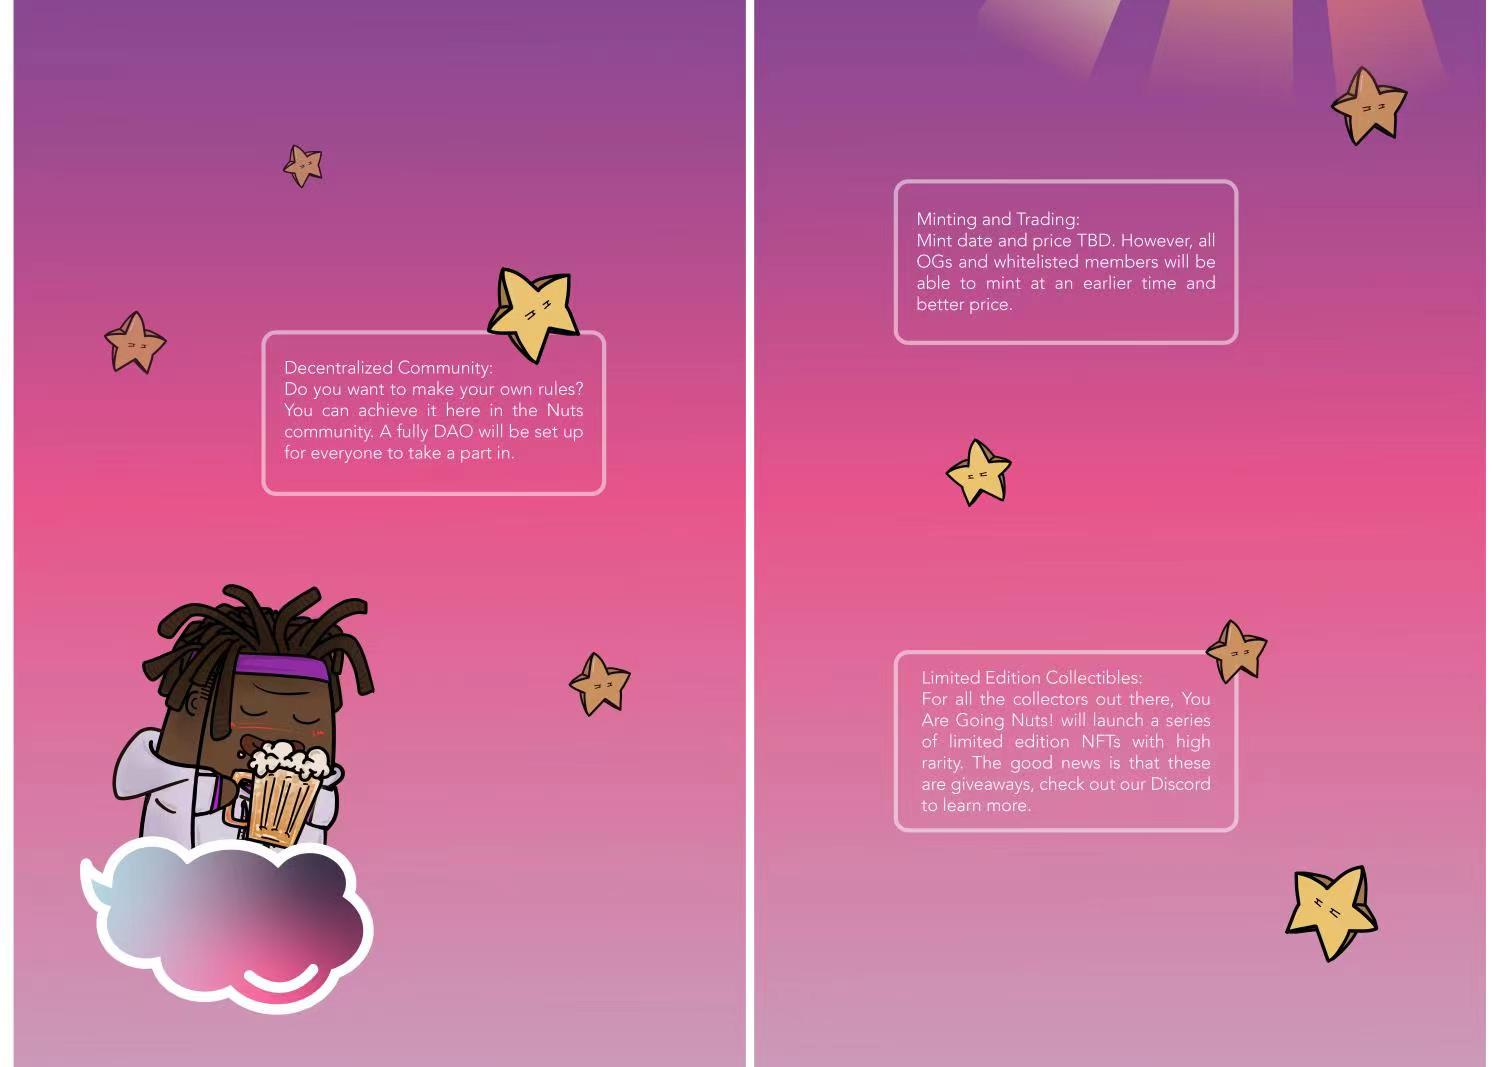 Decentralized Community:
Do you want to make your own rules?
You can achieve it here in the Nuts
community. A fully DAO will be set up
for everyone to take a part in.
Minting and Trading:
Mint date and price TBD. However, all
OGs and whitelisted members will be
able to mint at an earlier time and
better price.
Limited Edition Collectibles:
For all the collectors out there, You
Are Going Nuts! will launch a series
of limited edition NFTs with high
rarity. The good news is that these
are giveaways, check out our Discord
to learn more.